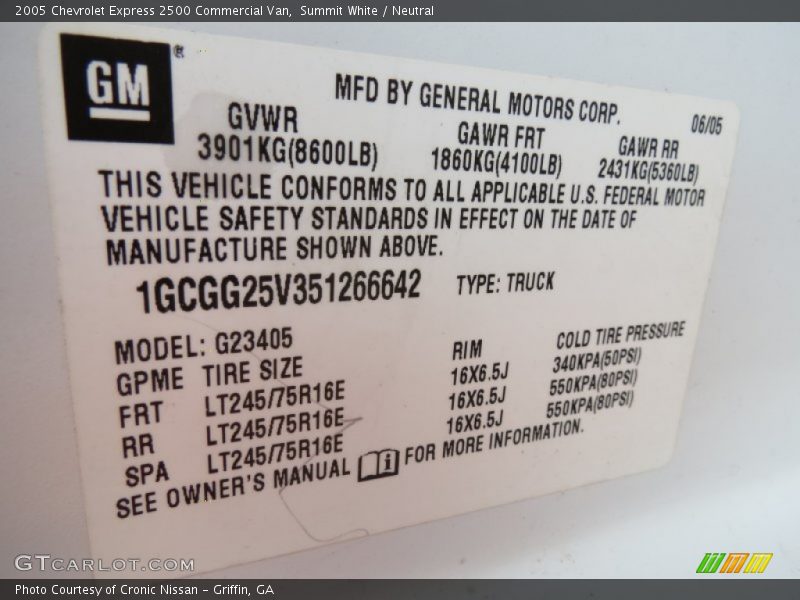 2005 Chevrolet Express 2500 Commercial Van, Summit White / Neutral
GM®
MFD BY GENERAL MOTORS CORP.
06/05
GVWR GAWR FRT GAWR RR
3901KG(8600LB) 1860KG(4100LB) 2431KG(5360LB)
THIS VEHICLE CONFORMS TO ALL APPLICABLE U.S. FEDERAL MOTOR
VEHICLE SAFETY STANDARDS IN EFFECT ON THE DATE OF
MANUFACTURE SHOWN ABOVE.
1GCGG25V351266642 TYPE: TRUCK
MODEL: G23405
GPME TIRE SIZE RIM COLD TIRE PRESSURE
FRT LT245/75R16E 16X6.5J 340KPA(50PSI)
RR LT245/75R16E 16X6.5J 550KPA(80PSI)
SPA LT245/75R16E 16X6.5J 550KPA(80PSI)
SEE OWNER'S MANUAL i FOR MORE INFORMATION.
GTCARLOT.COM
Photo Courtesy of Cronic Nissan - Griffin, GA